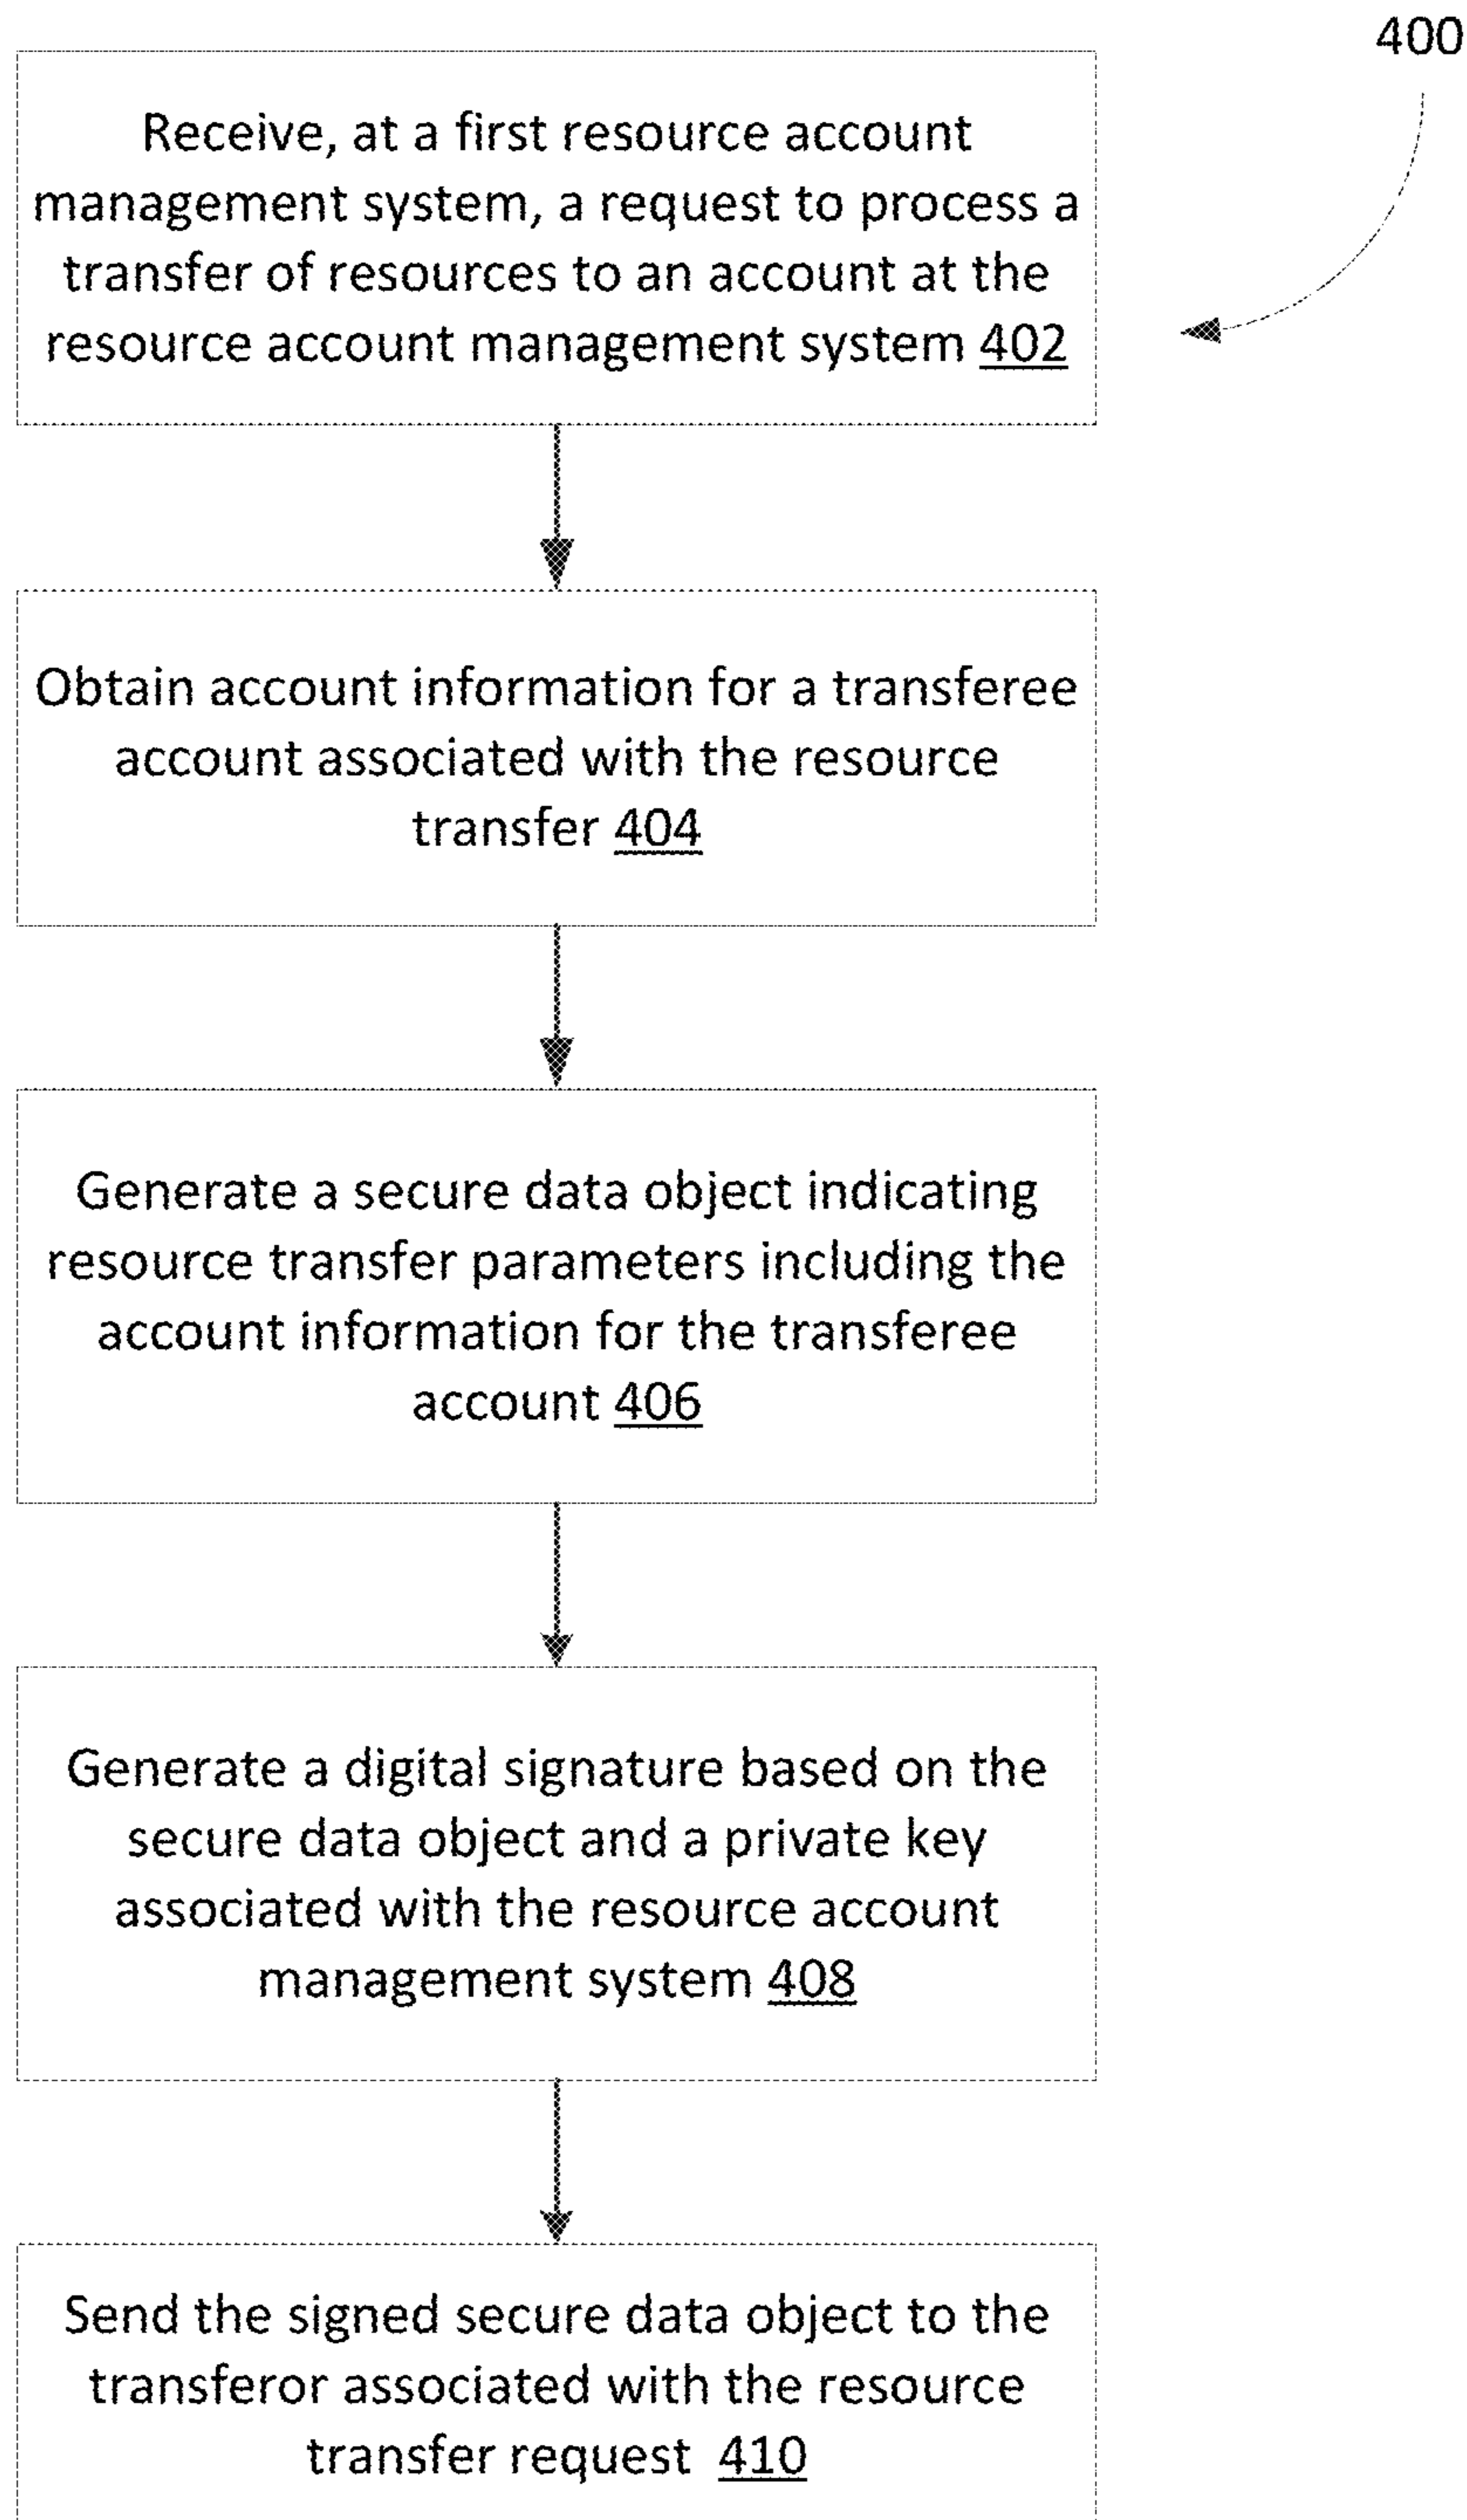 400
Receive, at a first resource account
management system, a request to process a
transfer of resources to an account at the
resource account management system 402
Obtain account information for a transferee
account associated with the resource
transfer 404
Generate a secure data object indicating
resource transfer parameters including the
account information for the transferee
account 406
Generate a digital signature based on the
secure data object and a private key
associated with the resource account
management system 408
Send the signed secure data object to the
transferor associated with the resource
transfer request 410